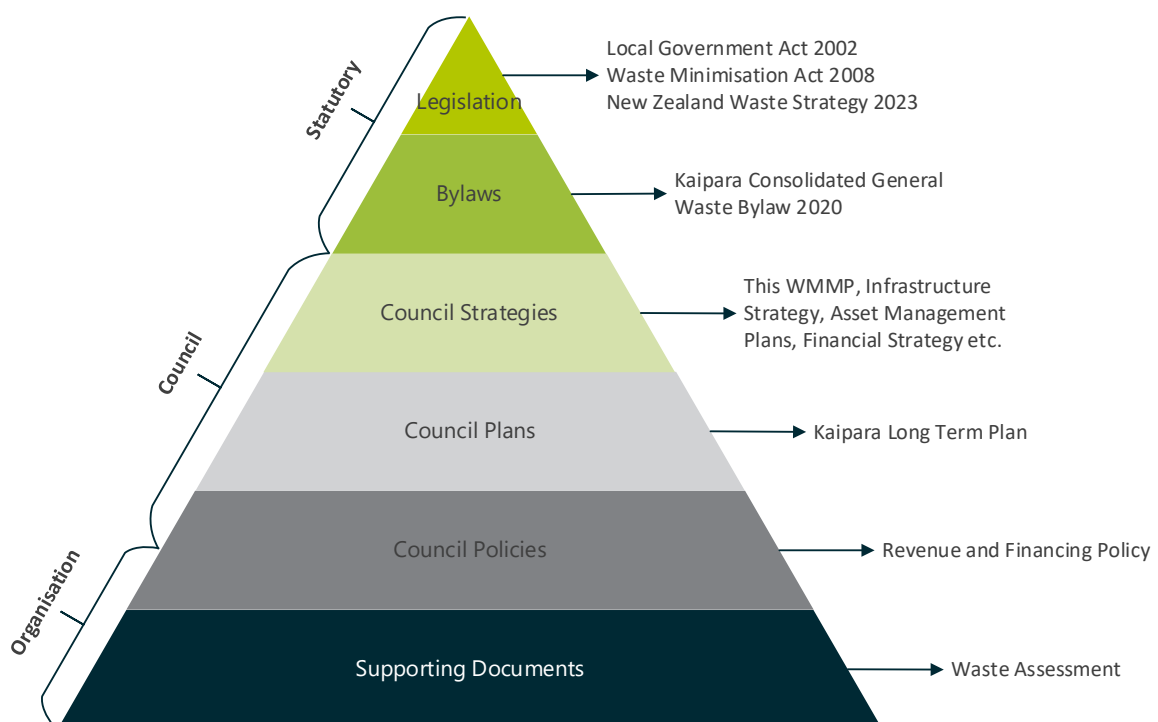 Statutory
Legislation
Local Government Act 2002
Waste Minimisation Act 2008
New Zealand Waste Strategy 2023
Bylaws
Kaipara Consolidated General
Waste Bylaw 2020
Council
Council Strategies
This WMMP, Infrastructure
Strategy, Asset Management
Plans, Financial Strategy etc.
Council Plans
Kaipara Long Term Plan
Organisation
Council Policies
Revenue and Financing Policy
Supporting Documents
Waste Assessment